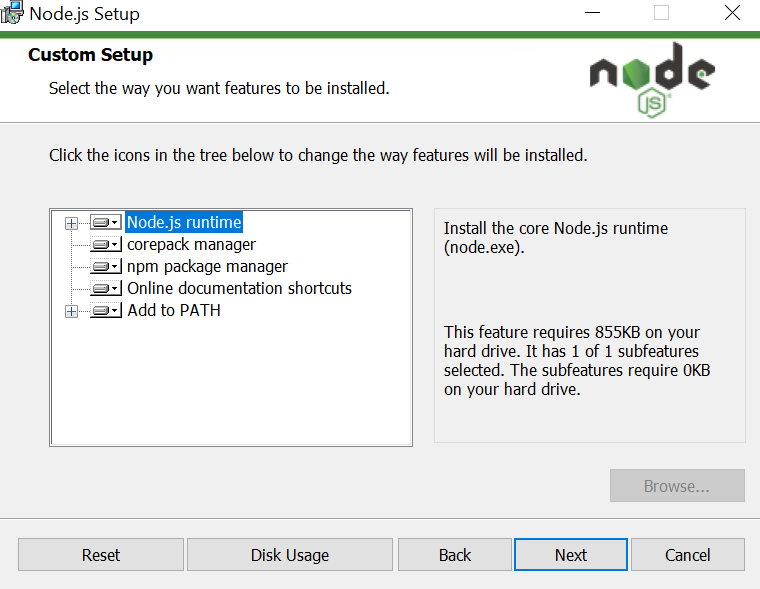 Node.js Setup
Custom Setup
Select the way you want features to be installed.
node
JS
Click the icons in the tree below to change the way features will be installed.
Node.js runtime
corepack manager
npm package manager
Online documentation shortcuts
Add to PATH
Install the core Node.js runtime
(node.exe).
This feature requires 855KB on your
hard drive. It has 1 of 1 subfeatures
selected. The subfeatures require 0KB
on your hard drive.
Browse...
Reset
Disk Usage
Back
Next
Cancel